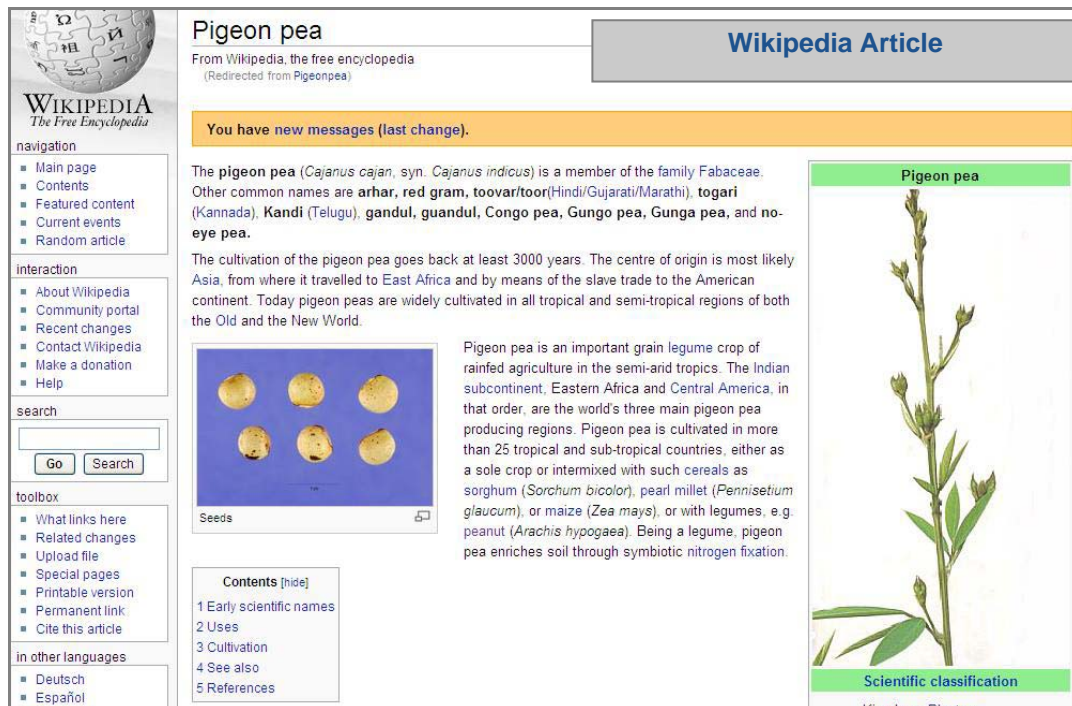 Pigeon pea
Wikipedia Article
From Wikipedia, the free encyclopedia
(Redirected from Pigeonpea)
WIKIPEDIA
The Free Encyclopedia
You have new messages (last change).
navigation
Main page
Contents
Featured content
Current events
Random article
interaction
About Wikipedia
Community portal
Recent changes
Contact Wikipedia
Make a donation
Help
search
Go Search
toolbox
What links here
Related changes
Upload file
Special pages
Printable version
Permanent link
Cite this article
in other languages
Deutsch
Español
The pigeon pea (Cajanus cajan, syn. Cajanus indicus) is a member of the family Fabaceae.
Other common names are arhar, red gram, toovar/toor(Hindi/Gujarati/Marathi), togari
(Kannada), Kandi (Telugu), gandul, guandul, Congo pea, Gungo pea, Gunga pea, and no-
eye pea.
The cultivation of the pigeon pea goes back at least 3000 years. The centre of origin is most likely
Asia, from where it travelled to East Africa and by means of the slave trade to the American
continent. Today pigeon peas are widely cultivated in all tropical and semi-tropical regions of both
the Old and the New World.
Seeds
Pigeon pea is an important grain legume crop of
rainfed agriculture in the semi-arid tropics. The Indian
subcontinent, Eastern Africa and Central America, in
that order, are the world's three main pigeon pea
producing regions. Pigeon pea is cultivated in more
than 25 tropical and sub-tropical countries, either as
a sole crop or intermixed with such cereals as
sorghum (Sorchum bicolor), pearl millet (Pennisetium
glaucum), or maize (Zea mays), or with legumes, e.g.
peanut (Arachis hypogaea). Being a legume, pigeon
pea enriches soil through symbiotic nitrogen fixation.
Contents [hide]
1 Early scientific names
2 Uses
3 Cultivation
4 See also
5 References
Pigeon pea
Scientific classification